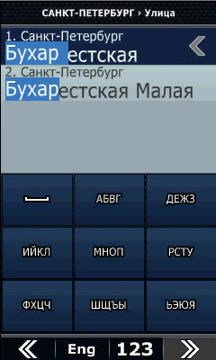 САНКТ-ПЕТЕРБУРГ › Улица
1. Санкт-Петербург
Бухарестская
2. Санкт-Петербург
Бухарестская Малая
АБВГ
ДЕЖЗ
ИЙКЛ
МНОП
РСТУ
ФХЦЧ
ШЩЪЫ
ЬЭЮЯ
Eng
123